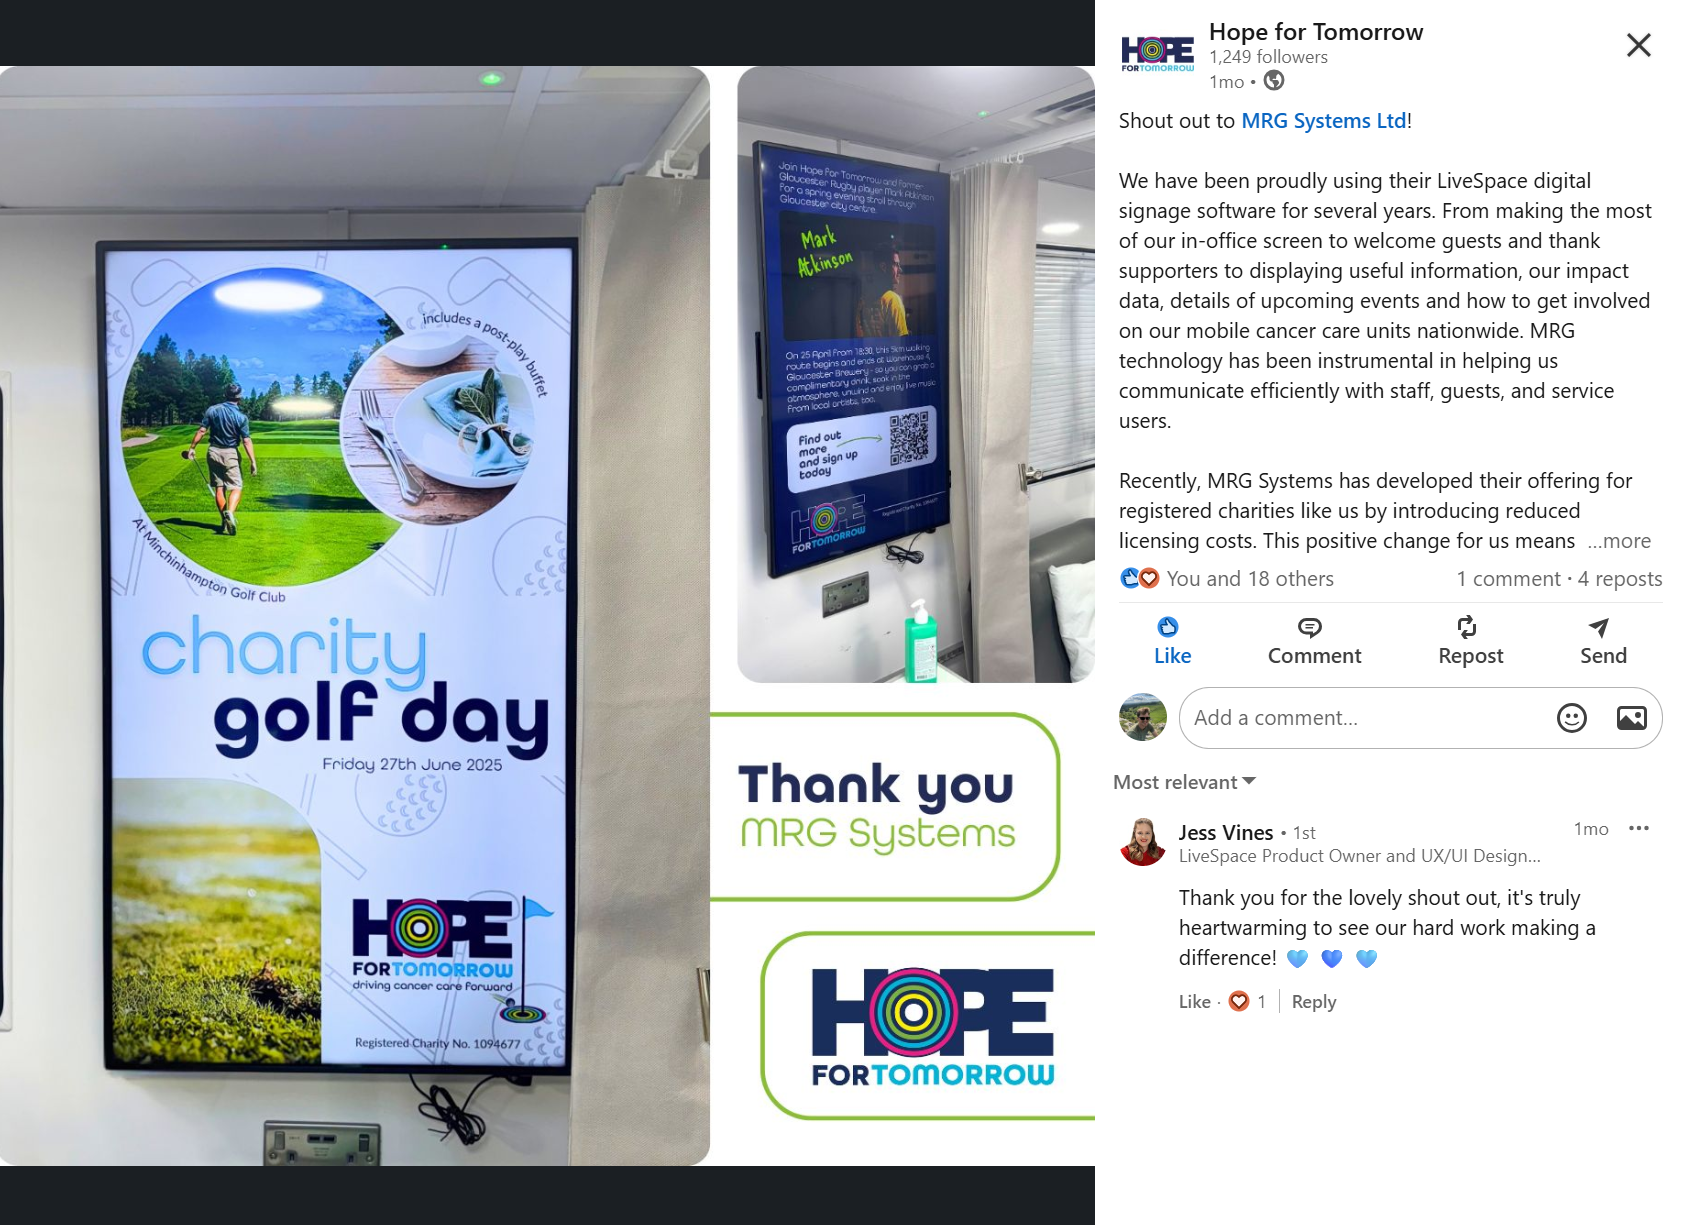 includes a post-play buffet
At Minchinhampton Golf Club
charity
golf day
Friday 27th June 2025
HOPE
FORTOMORROW
driving cancer care forward
Registered Charity No. 1094677
Join Hope for Tomorrow and former
Gloucester Rugby player Mark Atkinson
for a spring evening stroll through
Gloucester city centre.
Mark
Atkinson
On 25 April from 18:30, this 5km walking
route begins and ends at Warehouse 4,
Gloucester Brewery - so you can grab a
complimentary drink, soak in the
atmosphere, unwind and enjoy live music
from local artists, too.
Find out
more
and sign up
today
HOPE
FORTOMORROW
Registered Charity No. 1094677
Thank you
MRG Systems
HOPE
FORTOMORROW
HOPE
FORTOMORROW
Hope for Tomorrow
1,249 followers
1mo •
Shout out to MRG Systems Ltd!
We have been proudly using their LiveSpace digital
signage software for several years. From making the most
of our in-office screen to welcome guests and thank
supporters to displaying useful information, our impact
data, details of upcoming events and how to get involved
on our mobile cancer care units nationwide. MRG
technology has been instrumental in helping us
communicate efficiently with staff, guests, and service
users.
Recently, MRG Systems has developed their offering for
registered charities like us by introducing reduced
licensing costs. This positive change for us means ...more
You and 18 others
1 comment • 4 reposts
Like
Comment
Repost
Send
Add a comment...
Most relevant
Jess Vines • 1st
1mo
LiveSpace Product Owner and UX/UI Design...
Thank you for the lovely shout out, it's truly
heartwarming to see our hard work making a
difference! 🩵 💙 🩵
Like · 1 | Reply